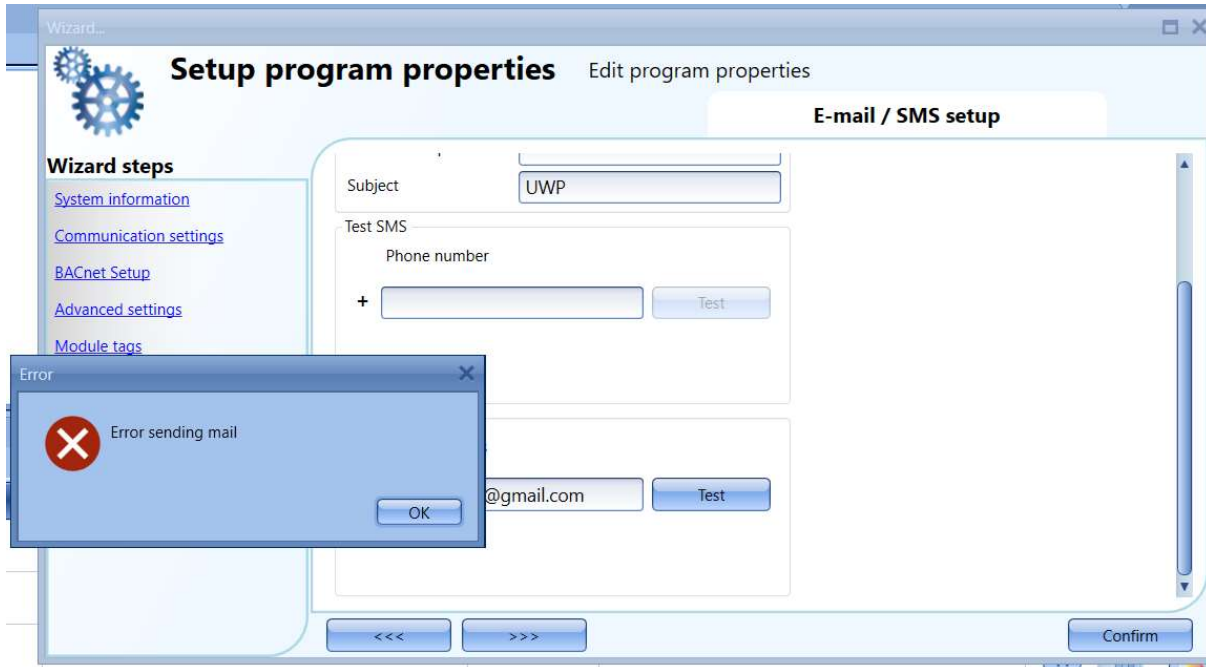 Wizard...
Setup program properties Edit program properties
E-mail / SMS setup
Wizard steps
System information
Communication settings
BACnet Setup
Advanced settings
Module tags
Subject UWP
Test SMS
Phone number
+ Test
Error
Error sending mail
OK
@gmail.com Test
<<< >>> Confirm